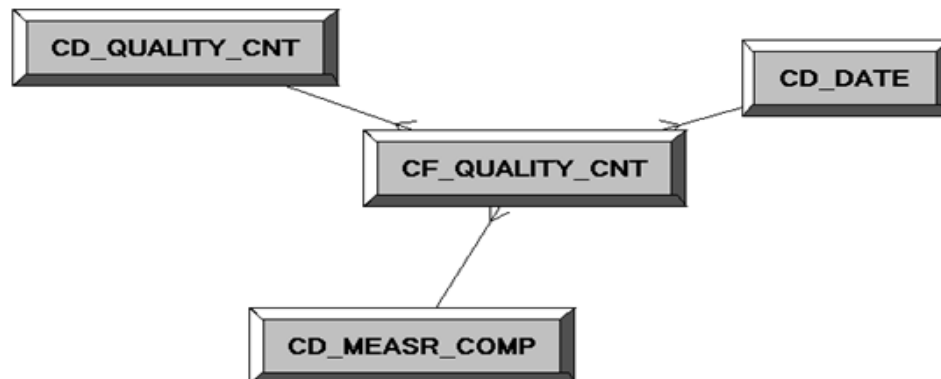 CD_QUALITY_CNT
CD_DATE
CF_QUALITY_CNT
CD_MEASR_COMP